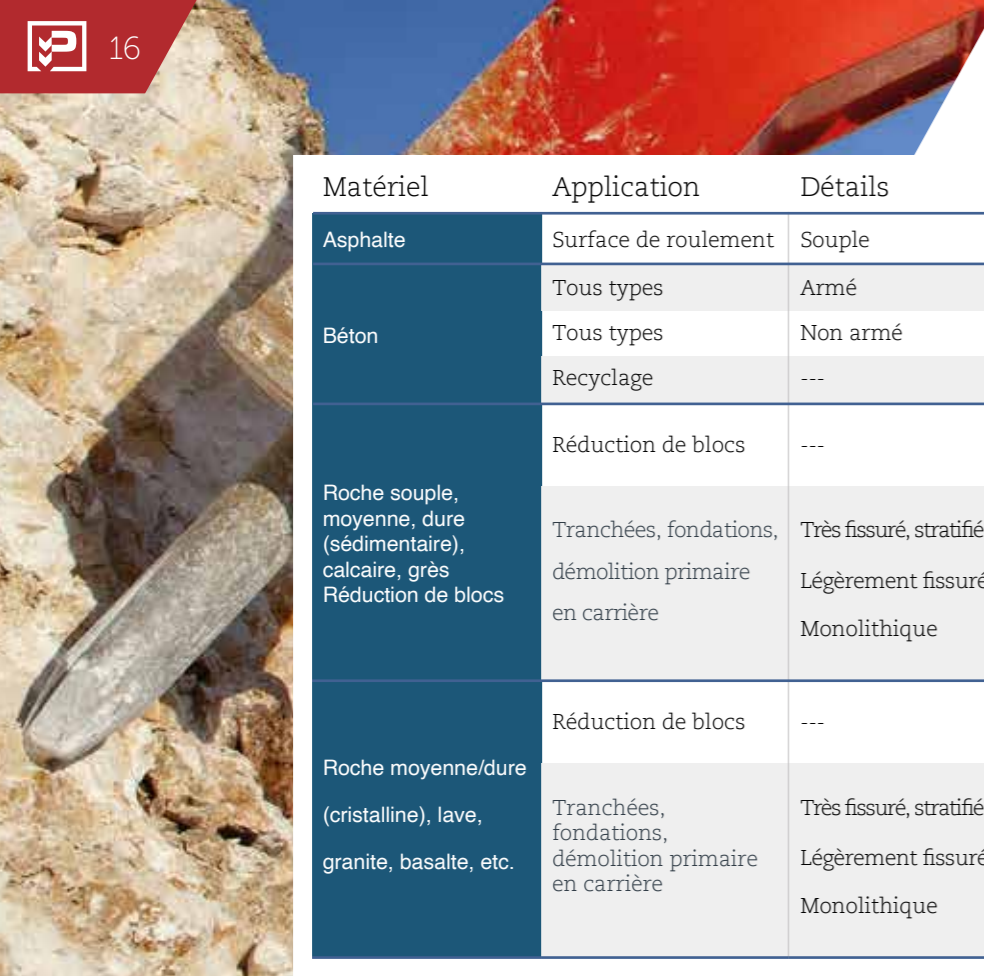 16
Matériel Application Détails
Asphalte Surface de roulement Souple
Béton
Tous types Armé
Tous types Non armé
Recyclage ---
Roche souple,
moyenne, dure
(sédimentaire),
calcaire, grès
Réduction de blocs
Réduction de blocs ---
Tranchées, fondations,
démolition primaire
en carrière
Très fissuré, stratifié
Légèrement fissuré
Monolithique
Roche moyenne/dure
(cristalline), lave,
granite, basalte, etc.
Réduction de blocs ---
Tranchées,
fondations,
démolition primaire
en carrière
Très fissuré, stratifié
Légèrement fissuré
Monolithique